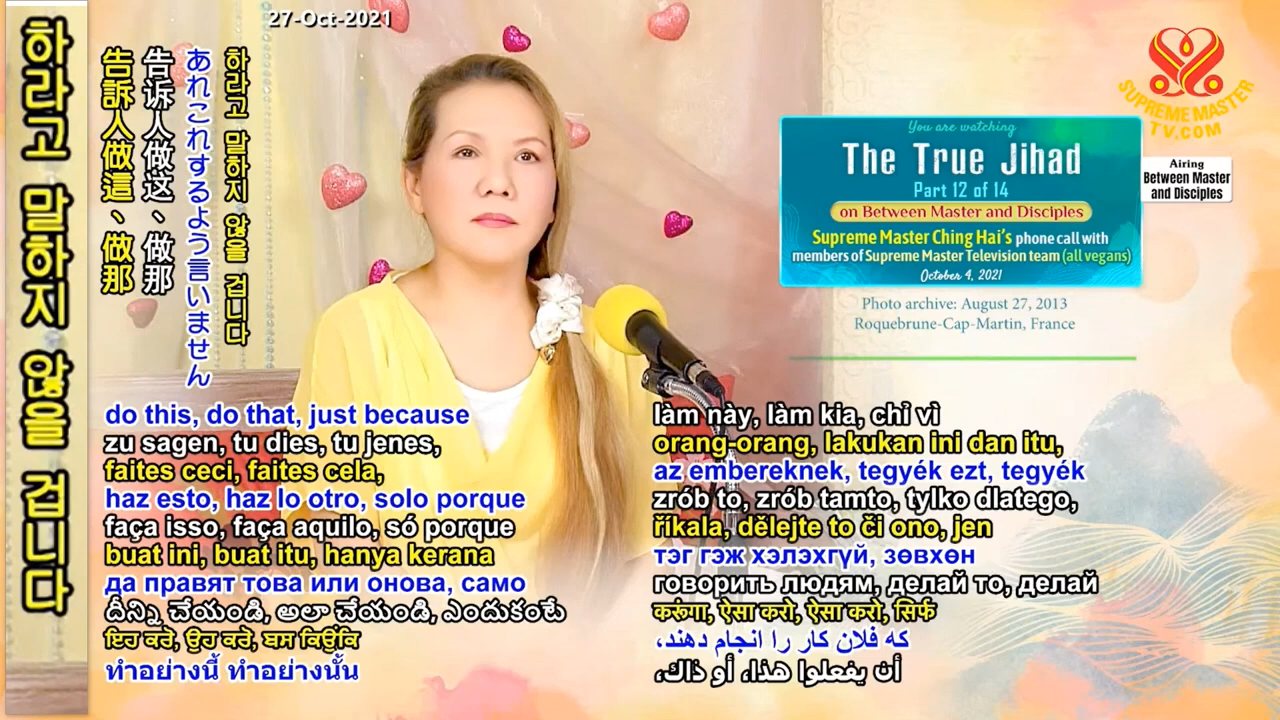 27-Oct-2021
하라고 말하지 않을 겁니다
告訴人做這、做那
告诉人做这、做那
あれこれするよう言いません
하라고 말하지 않을 겁니다
SUPREME MASTER
TV.COM
You are watching
The True Jihad
Part 12 of 14
on Between Master and Disciples
Supreme Master Ching Hai's phone call with
members of Supreme Master Television team (all vegans)
October 4, 2021
Airing
Between Master
and Disciples
Photo archive: August 27, 2013
Roquebrune-Cap-Martin, France
do this, do that, just because
zu sagen, tu dies, tu jenes,
faites ceci, faites cela,
haz esto, haz lo otro, solo porque
faça isso, faça aquilo, só porque
buat ini, buat itu, hanya kerana
да правят това или онова, само
దీన్ని చేయండి, అలా చేయండి, ఎందుకంటే
ਇਹ ਕਰੋ, ਉਹ ਕਰੋ, ਬਸ ਕਿਉਂਕਿ
ทำอย่างนี้ ทำอย่างนั้น
làm này, làm kia, chỉ vì
orang-orang, lakukan ini dan itu,
az embereknek, tegyék ezt, tegyék
zrób to, zrób tamto, tylko dlatego,
říkala, dělejte to či ono, jen
тэг гэж хэлэхгүй, зөвхөн
говорить людям, делай то, делай
करूंगा, ऐसा करो, ऐसा करो, सिर्फ
که فلان کار را انجام دهند،
أن يفعلوا هذا، أو ذاك،